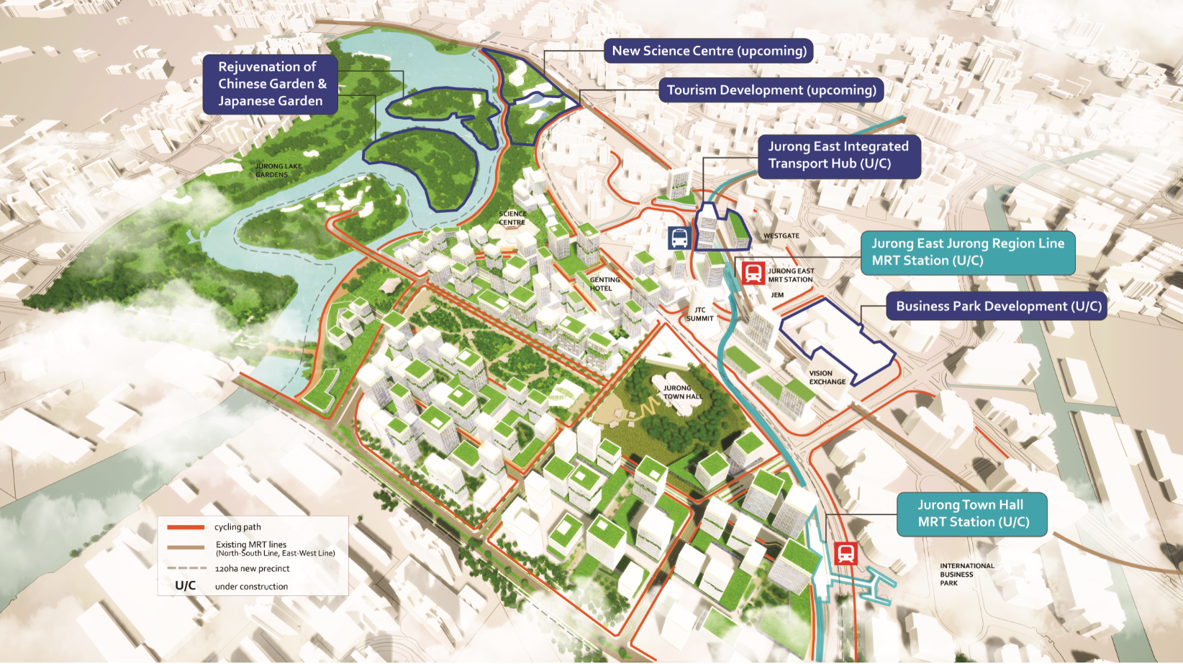 New Science Centre (upcoming)
Rejuvenation of
Chinese Garden &
Japanese Garden
Tourism Development (upcoming)
Jurong East Integrated
Transport Hub (U/C)
JURONG LAKE
GARDENS
SCIENCE
CENTRE
WESTGATE
Jurong East Jurong Region Line
MRT Station (U/C)
JURONG EAST
MRT STATION
GENTING
HOTEL
JEM
Business Park Development (U/C)
JTC
SUMMIT
VISION
EXCHANGE
JURONG
TOWN HALL
Jurong Town Hall
MRT Station (U/C)
cycling path
Existing MRT lines
(North-South Line, East-West Line)
120ha new precinct
U/C under construction
INTERNATIONAL
BUSINESS
PARK